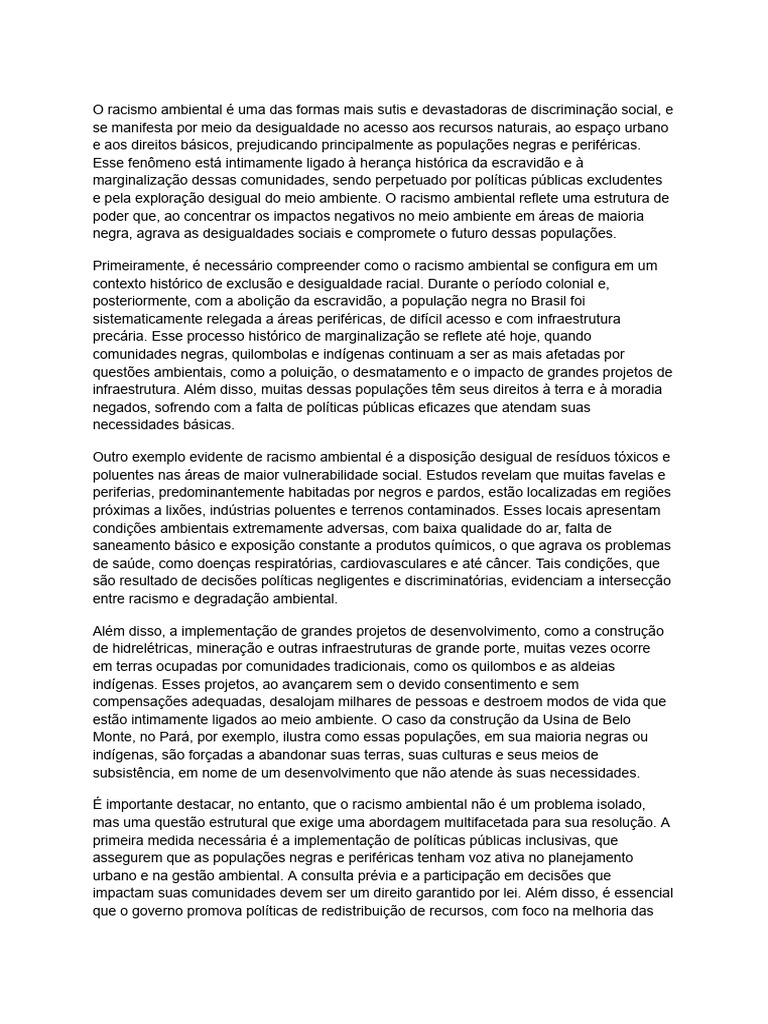 O racismo ambiental é uma das formas mais sutis e devastadoras de discriminação social, e
se manifesta por meio da desigualdade no acesso aos recursos naturais, ao espaço urbano
e aos direitos básicos, prejudicando principalmente as populações negras e periféricas.
Esse fenômeno está intimamente ligado à herança histórica da escravidão e à
marginalização dessas comunidades, sendo perpetuado por políticas públicas excludentes
e pela exploração desigual do meio ambiente. O racismo ambiental reflete uma estrutura de
poder que, ao concentrar os impactos negativos no meio ambiente em áreas de maioria
negra, agrava as desigualdades sociais e compromete o futuro dessas populações.
Primeiramente, é necessário compreender como o racismo ambiental se configura em um
contexto histórico de exclusão e desigualdade racial. Durante o período colonial e,
posteriormente, com a abolição da escravidão, a população negra no Brasil foi
sistematicamente relegada a áreas periféricas, de difícil acesso e com infraestrutura
precária. Esse processo histórico de marginalização se reflete até hoje, quando
comunidades negras, quilombolas e indígenas continuam a ser as mais afetadas por
questões ambientais, como a poluição, o desmatamento e o impacto de grandes projetos de
infraestrutura. Além disso, muitas dessas populações têm seus direitos à terra e à moradia
negados, sofrendo com a falta de políticas públicas eficazes que atendam suas
necessidades básicas.
Outro exemplo evidente de racismo ambiental é a disposição desigual de resíduos tóxicos e
poluentes nas áreas de maior vulnerabilidade social. Estudos revelam que muitas favelas e
periferias, predominantemente habitadas por negros e pardos, estão localizadas em regiões
próximas a lixões, indústrias poluentes e terrenos contaminados. Esses locais apresentam
condições ambientais extremamente adversas, com baixa qualidade do ar, falta de
saneamento básico e exposição constante a produtos químicos, o que agrava os problemas
de saúde, como doenças respiratórias, cardiovasculares e até câncer. Tais condições, que
são resultado de decisões políticas negligentes e discriminatórias, evidenciam a intersecção
entre racismo e degradação ambiental.
Além disso, a implementação de grandes projetos de desenvolvimento, como a construção
de hidrelétricas, mineração e outras infraestruturas de grande porte, muitas vezes ocorre
em terras ocupadas por comunidades tradicionais, como os quilombos e as aldeias
indígenas. Esses projetos, ao avançarem sem o devido consentimento e sem
compensações adequadas, desalojam milhares de pessoas e destroem modos de vida que
estão intimamente ligados ao meio ambiente. O caso da construção da Usina de Belo
Monte, no Pará, por exemplo, ilustra como essas populações, em sua maioria negras ou
indígenas, são forçadas a abandonar suas terras, suas culturas e seus meios de
subsistência, em nome de um desenvolvimento que não atende às suas necessidades.
É importante destacar, no entanto, que o racismo ambiental não é um problema isolado,
mas uma questão estrutural que exige uma abordagem multifacetada para sua resolução. A
primeira medida necessária é a implementação de políticas públicas inclusivas, que
assegurem que as populações negras e periféricas tenham voz ativa no planejamento
urbano e na gestão ambiental. A consulta prévia e a participação em decisões que
impactam suas comunidades devem ser um direito garantido por lei. Além disso, é essencial
que o governo promova políticas de redistribuição de recursos, com foco na melhoria das